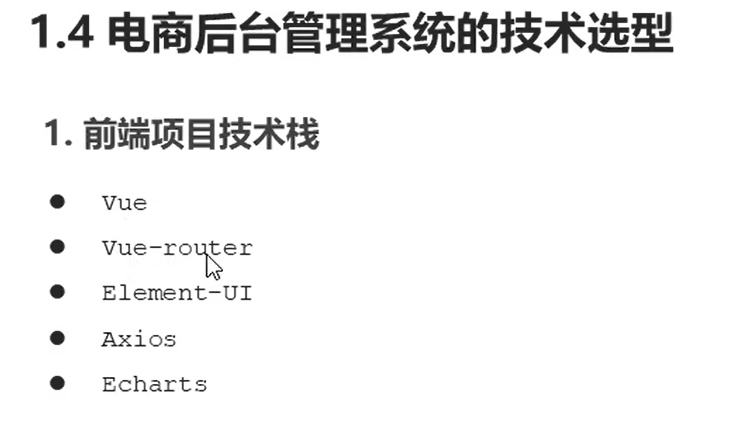 1.4 电商后台管理系统的技术选型
1. 前端项目技术栈
● Vue
● Vue-router
● Element-UI
● Axios
● Echarts